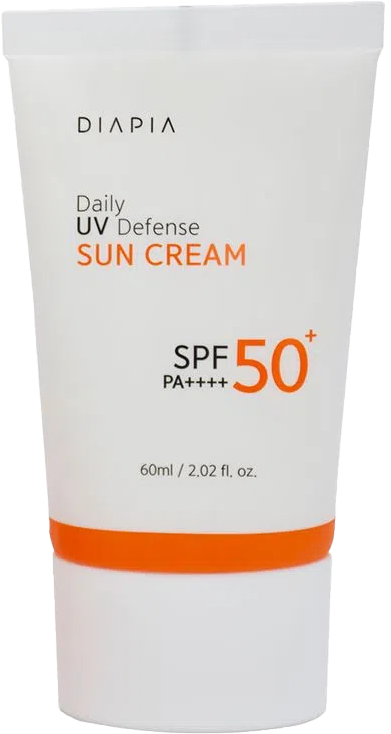 DIAPIA
Daily
UV Defense
SUN CREAM
SPF 50+
PA++++
60ml / 2.02 fl. oz.